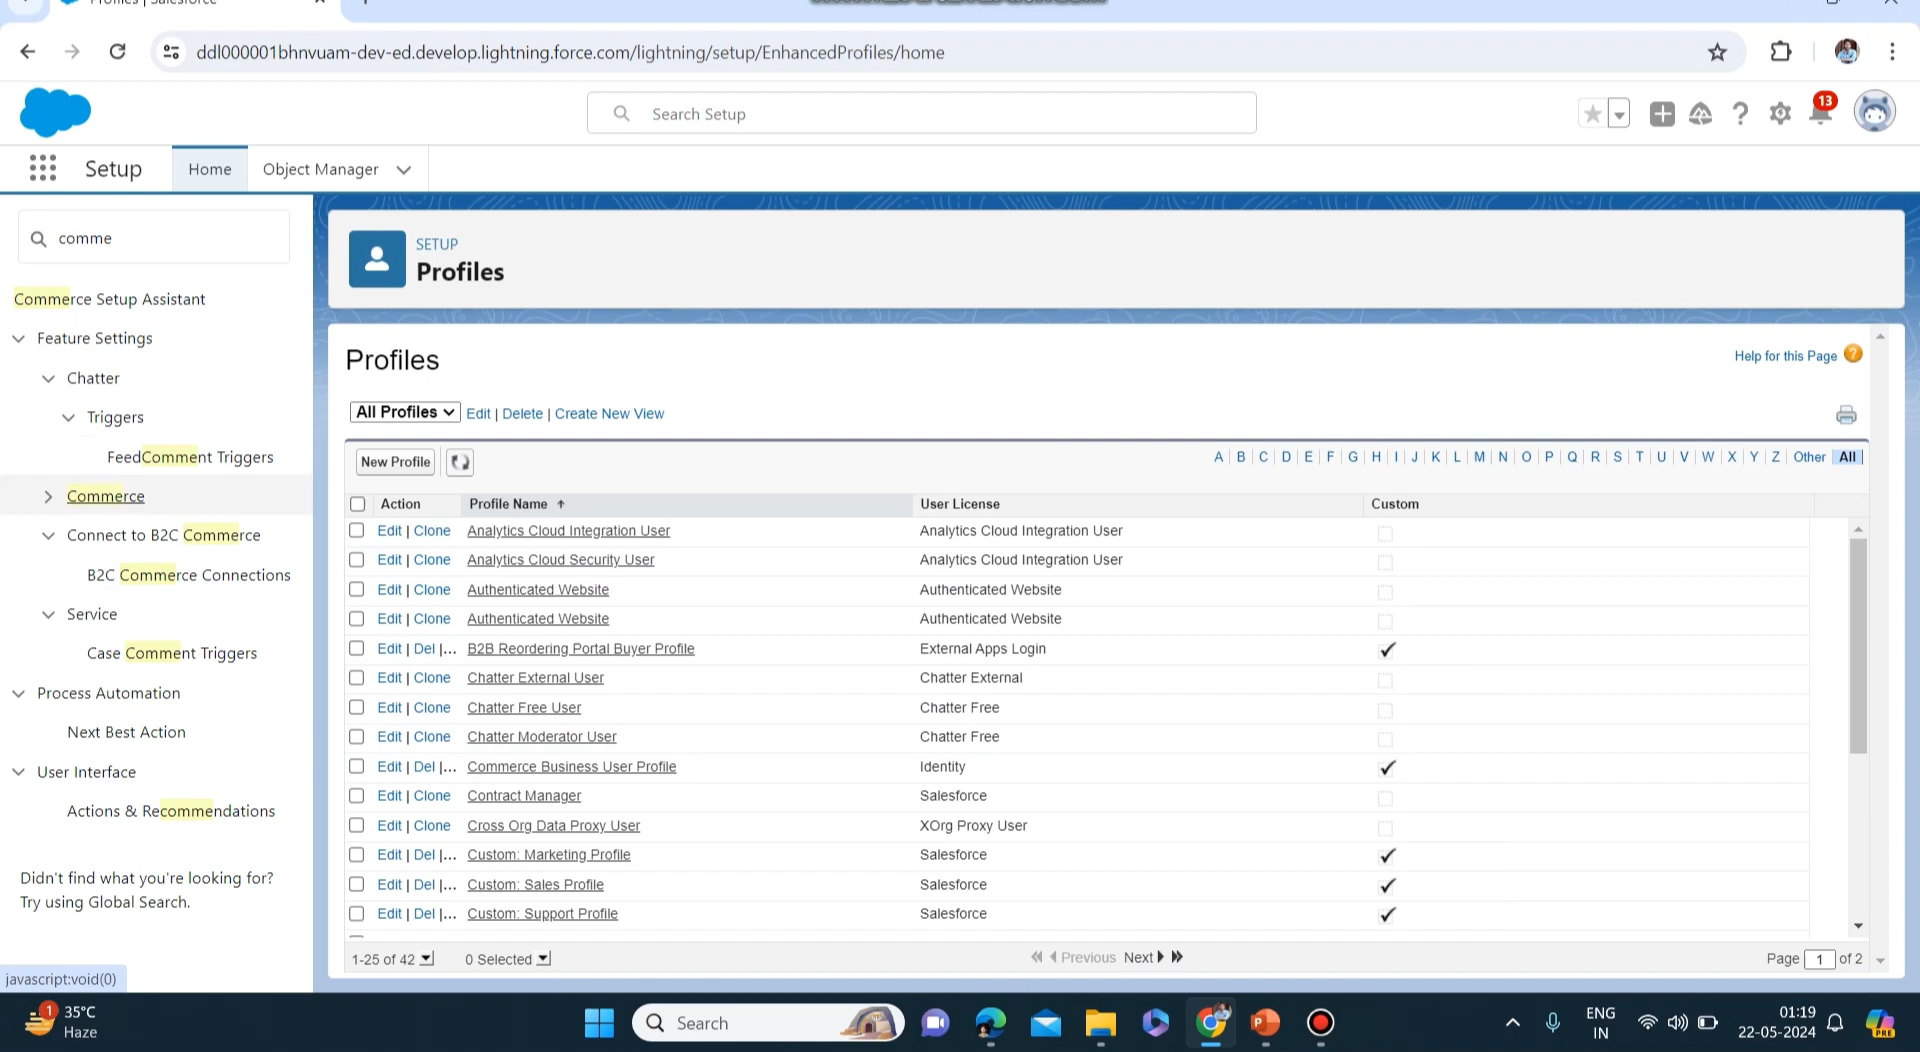 Profiles | Salesforce
ddl000001bhnvuam-dev-ed.develop.lightning.force.com/lightning/setup/EnhancedProfiles/home
Search Setup
13
Setup
Home
Object Manager
comme
Commerce Setup Assistant
Feature Settings
Chatter
Triggers
FeedComment Triggers
Commerce
Connect to B2C Commerce
B2C Commerce Connections
Service
Case Comment Triggers
Process Automation
Next Best Action
User Interface
Actions & Recommendations
Didn't find what you're looking for?
Try using Global Search.
javascript:void(0)
SETUP
Profiles
Profiles
Help for this Page ?
All Profiles Edit | Delete | Create New View
New Profile
A | B | C | D | E | F | G | H | I | J | K | L | M | N | O | P | Q | R | S | T | U | V | W | X | Y | Z | Other | All
Action Profile Name User License Custom
Edit | Clone Analytics Cloud Integration User Analytics Cloud Integration User
Edit | Clone Analytics Cloud Security User Analytics Cloud Integration User
Edit | Clone Authenticated Website Authenticated Website
Edit | Clone Authenticated Website Authenticated Website
Edit | Del |... B2B Reordering Portal Buyer Profile External Apps Login
Edit | Clone Chatter External User Chatter External
Edit | Clone Chatter Free User Chatter Free
Edit | Clone Chatter Moderator User Chatter Free
Edit | Del |... Commerce Business User Profile Identity
Edit | Clone Contract Manager Salesforce
Edit | Clone Cross Org Data Proxy User XOrg Proxy User
Edit | Del |... Custom: Marketing Profile Salesforce
Edit | Del |... Custom: Sales Profile Salesforce
Edit | Del |... Custom: Support Profile Salesforce
1-25 of 42 0 Selected Previous Next Page 1 of 2
1 35°C
Haze
Search
ENG
IN
01:19
22-05-2024
PRE